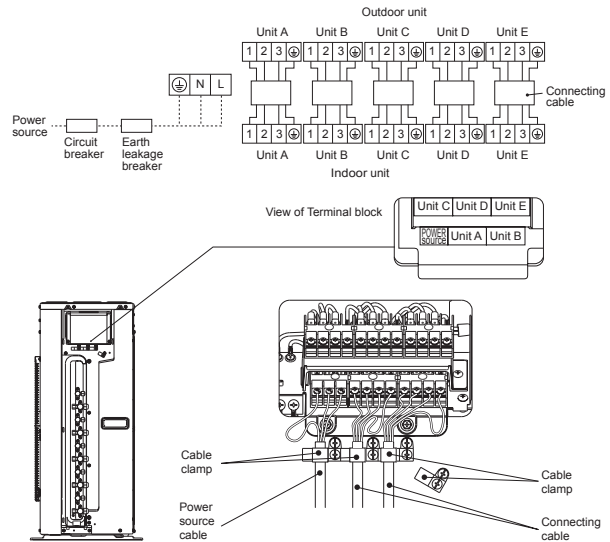 Outdoor unit
Unit A Unit B Unit C Unit D Unit E
1 2 3 ⏚ 1 2 3 ⏚ 1 2 3 ⏚ 1 2 3 ⏚ 1 2 3 ⏚
⏚ N L
Connecting
cable
Power
source
Circuit
breaker
Earth
leakage
breaker
1 2 3 ⏚ 1 2 3 ⏚ 1 2 3 ⏚ 1 2 3 ⏚ 1 2 3 ⏚
Unit A Unit B Unit C Unit D Unit E
Indoor unit
View of Terminal block
Unit C Unit D Unit E
POWER
source Unit A Unit B
Cable
clamp
Power
source
cable
Cable
clamp
Connecting
cable